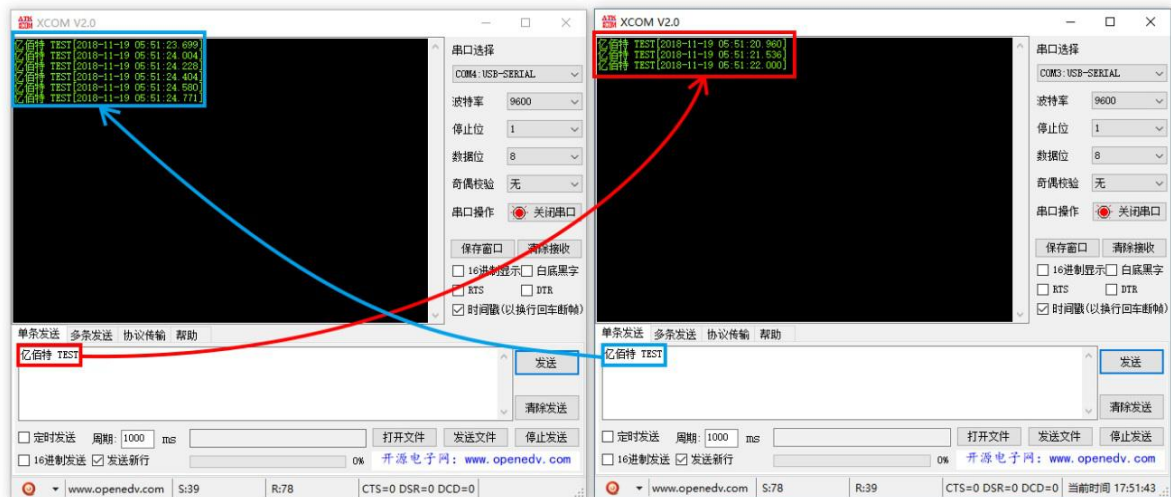 XCOM V2.0
亿佰特 TEST[2018-11-19 05:51:23.699]
亿佰特 TEST[2018-11-19 05:51:24.004]
亿佰特 TEST[2018-11-19 05:51:24.228]
亿佰特 TEST[2018-11-19 05:51:24.404]
亿佰特 TEST[2018-11-19 05:51:24.580]
亿佰特 TEST[2018-11-19 05:51:24.771]
串口选择
COM4:USB-SERIAL
波特率 9600
停止位 1
数据位 8
奇偶校验 无
串口操作 关闭串口
保存窗口 清除接收
16进制显示 白底黑字
RTS DTR
时间戳(以换行回车断帧)
单条发送 多条发送 协议传输 帮助
亿佰特 TEST
发送
清除发送
定时发送 周期: 1000 ms 打开文件 发送文件 停止发送
16进制发送 发送新行 0% 开源电子网: www.openedv.com
www.openedv.com S:39 R:78 CTS=0 DSR=0 DCD=0
XCOM V2.0
亿佰特 TEST[2018-11-19 05:51:20.960]
亿佰特 TEST[2018-11-19 05:51:21.536]
亿佰特 TEST[2018-11-19 05:51:22.000]
串口选择
COM3:USB-SERIAL
波特率 9600
停止位 1
数据位 8
奇偶校验 无
串口操作 关闭串口
保存窗口 清除接收
16进制显示 白底黑字
RTS DTR
时间戳(以换行回车断帧)
单条发送 多条发送 协议传输 帮助
亿佰特 TEST
发送
清除发送
定时发送 周期: 1000 ms 打开文件 发送文件 停止发送
16进制发送 发送新行 0% 开源电子网: www.openedv.com
www.openedv.com S:78 R:39 CTS=0 DSR=0 DCD=0 当前时间 17:51:43